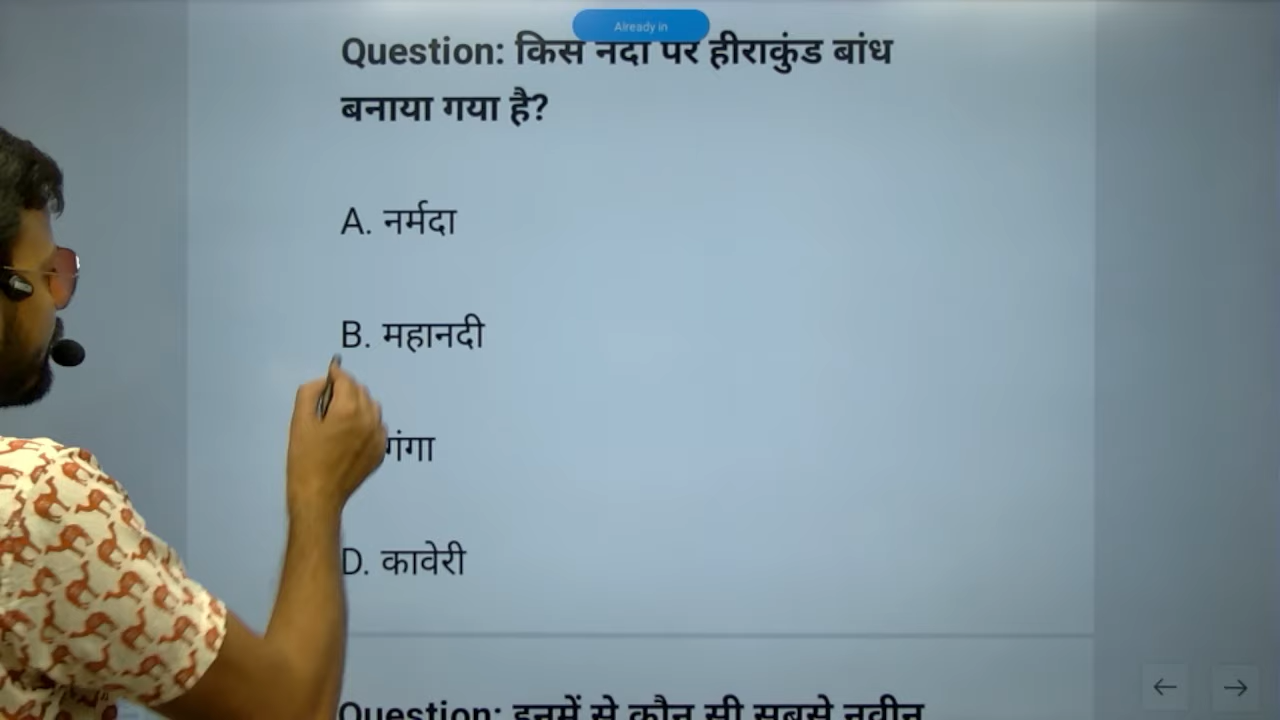 Already in
Question: किस नदी पर हीराकुंड बांध
बनाया गया है?
A. नर्मदा
B. महानदी
गंगा
D. कावेरी
Question: इनमें से कौन सी सबसे नवीन